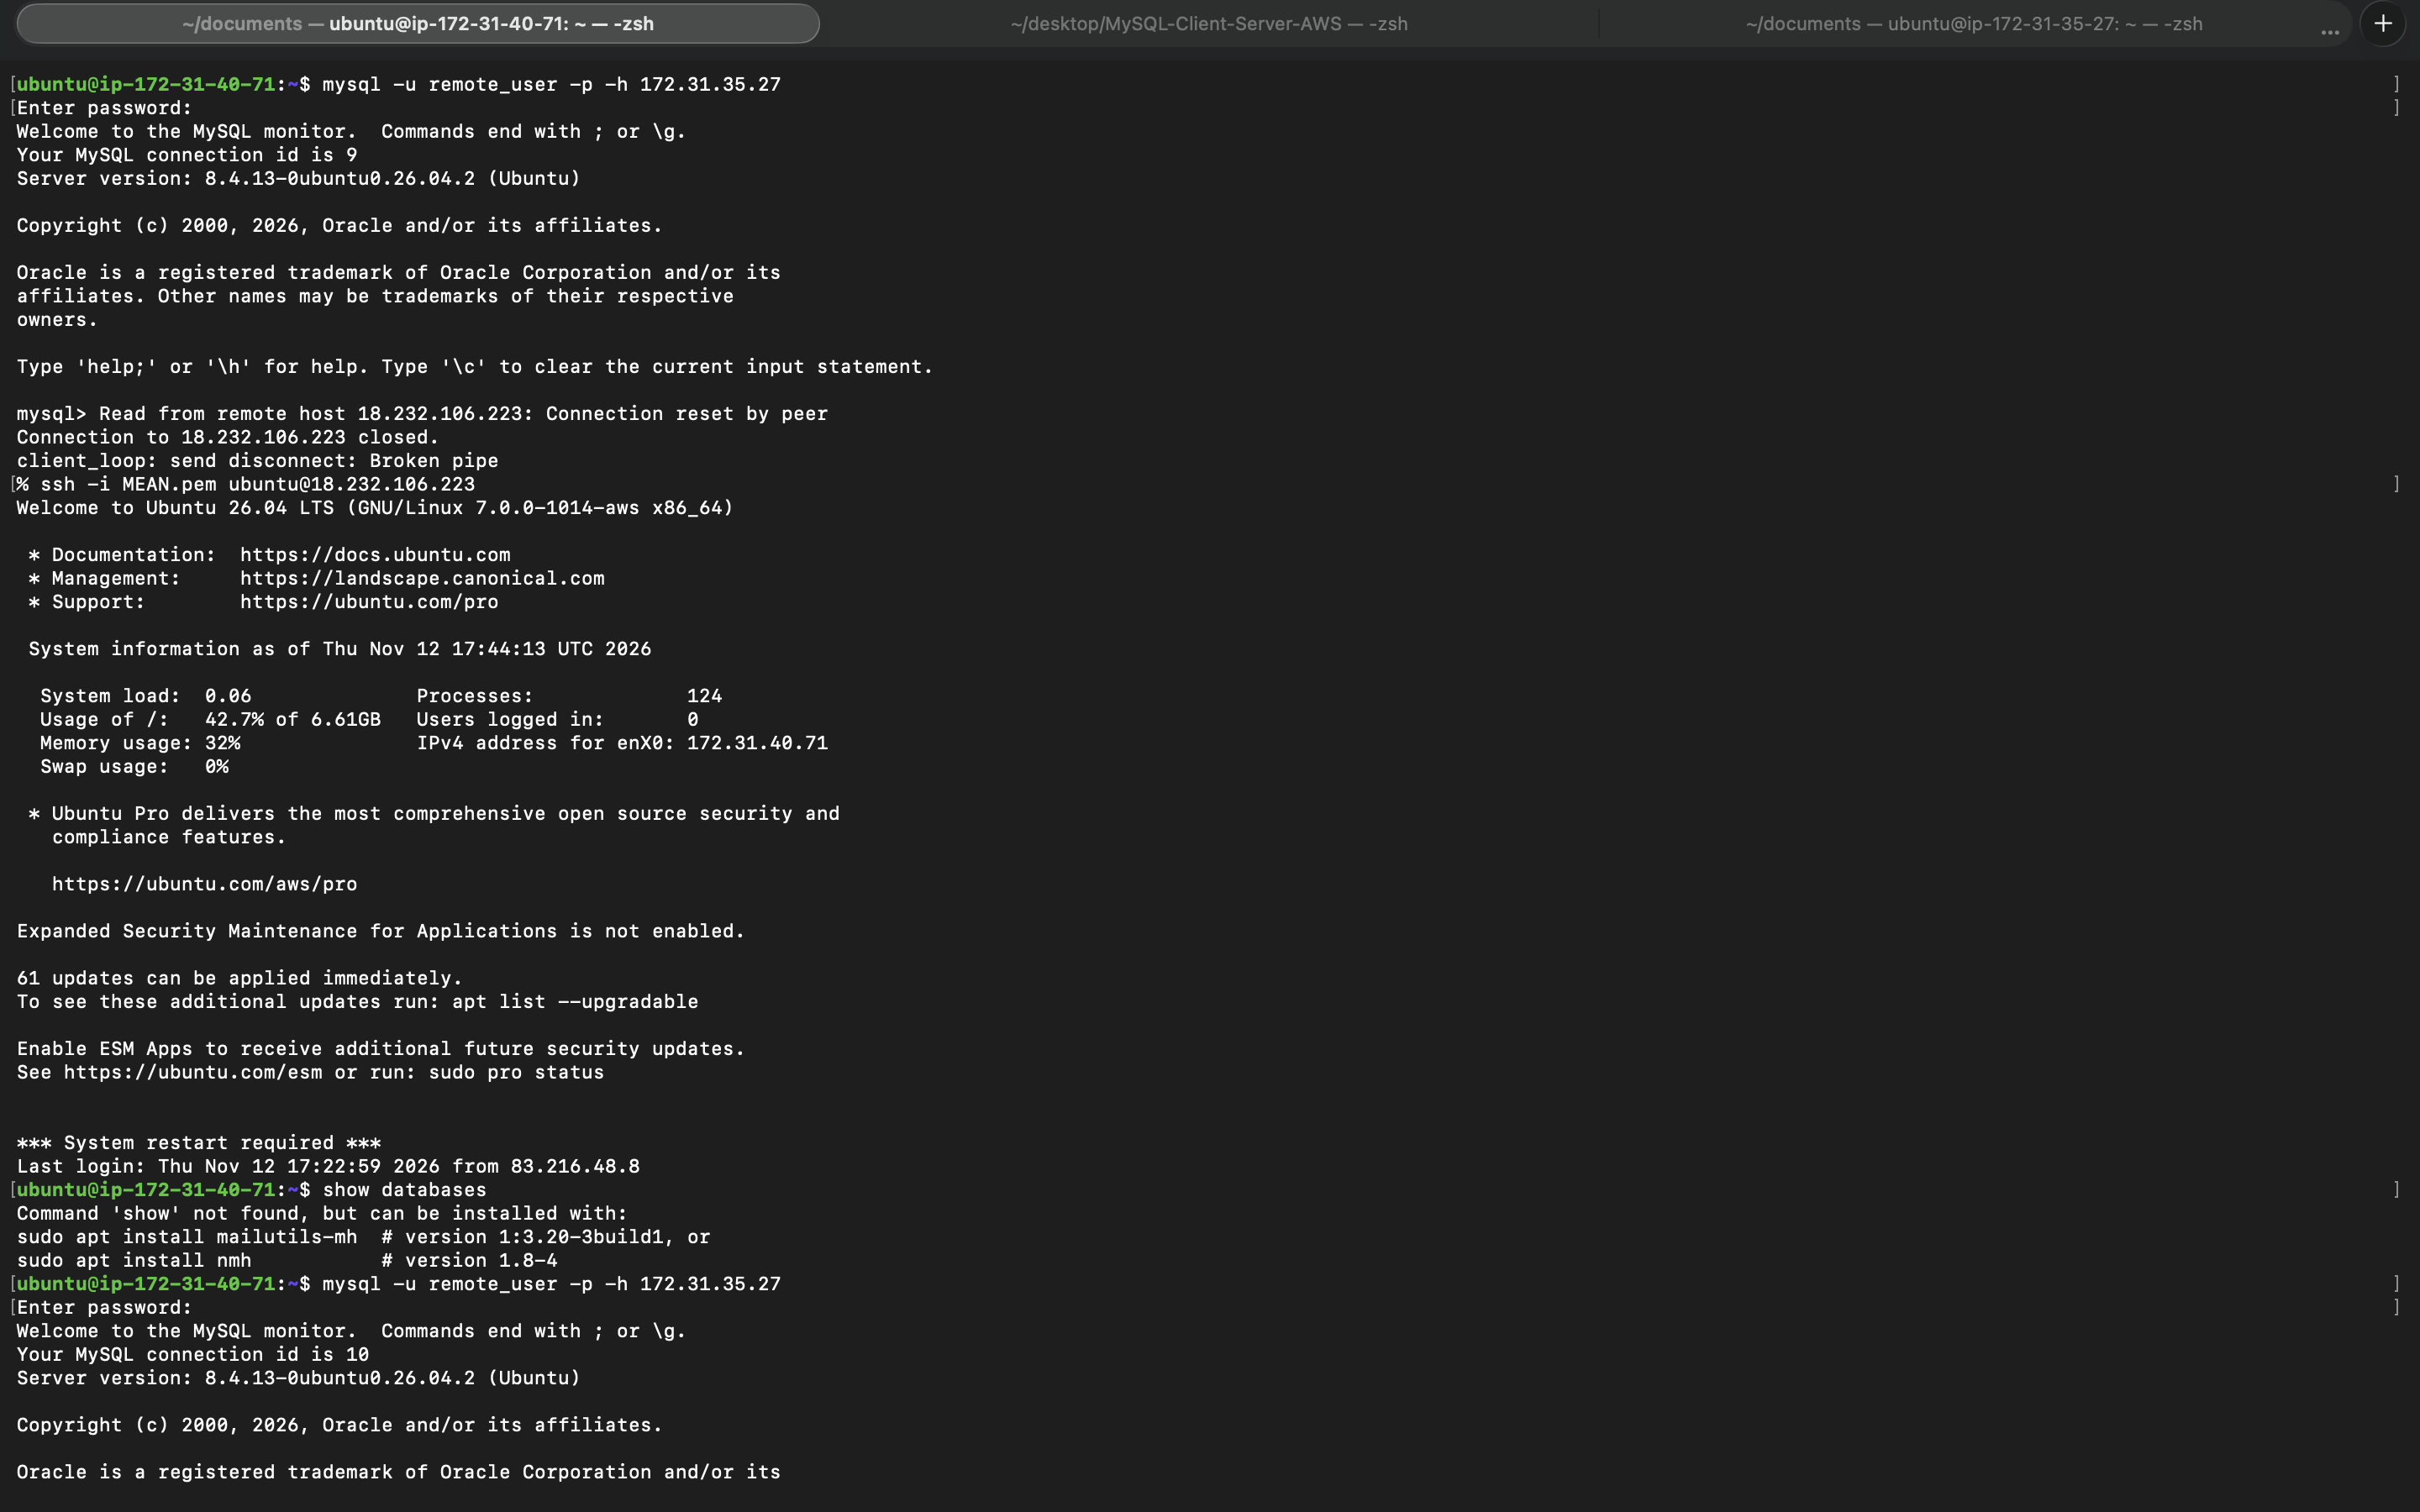 ~/documents — ubuntu@ip-172-31-40-71: ~ — -zsh
~/desktop/MySQL-Client-Server-AWS — -zsh
~/documents — ubuntu@ip-172-31-35-27: ~ — -zsh
...
+
[ubuntu@ip-172-31-40-71:~$ mysql -u remote_user -p -h 172.31.35.27 ]
[Enter password: ]
Welcome to the MySQL monitor.  Commands end with ; or \g.
Your MySQL connection id is 9
Server version: 8.4.13-0ubuntu0.26.04.2 (Ubuntu)
Copyright (c) 2000, 2026, Oracle and/or its affiliates.
Oracle is a registered trademark of Oracle Corporation and/or its
affiliates. Other names may be trademarks of their respective
owners.
Type 'help;' or '\h' for help. Type '\c' to clear the current input statement.
mysql> Read from remote host 18.232.106.223: Connection reset by peer
Connection to 18.232.106.223 closed.
client_loop: send disconnect: Broken pipe
[% ssh -i MEAN.pem ubuntu@18.232.106.223 ]
Welcome to Ubuntu 26.04 LTS (GNU/Linux 7.0.0-1014-aws x86_64)
* Documentation:  https://docs.ubuntu.com
* Management:     https://landscape.canonical.com
* Support:        https://ubuntu.com/pro
System information as of Thu Nov 12 17:44:13 UTC 2026
System load:  0.06              Processes:             124
Usage of /:   42.7% of 6.61GB   Users logged in:       0
Memory usage: 32%               IPv4 address for enX0: 172.31.40.71
Swap usage:   0%
* Ubuntu Pro delivers the most comprehensive open source security and
compliance features.
https://ubuntu.com/aws/pro
Expanded Security Maintenance for Applications is not enabled.
61 updates can be applied immediately.
To see these additional updates run: apt list --upgradable
Enable ESM Apps to receive additional future security updates.
See https://ubuntu.com/esm or run: sudo pro status
*** System restart required ***
Last login: Thu Nov 12 17:22:59 2026 from 83.216.48.8
[ubuntu@ip-172-31-40-71:~$ show databases ]
Command 'show' not found, but can be installed with:
sudo apt install mailutils-mh  # version 1:3.20-3build1, or
sudo apt install nmh           # version 1.8-4
[ubuntu@ip-172-31-40-71:~$ mysql -u remote_user -p -h 172.31.35.27 ]
[Enter password: ]
Welcome to the MySQL monitor.  Commands end with ; or \g.
Your MySQL connection id is 10
Server version: 8.4.13-0ubuntu0.26.04.2 (Ubuntu)
Copyright (c) 2000, 2026, Oracle and/or its affiliates.
Oracle is a registered trademark of Oracle Corporation and/or its